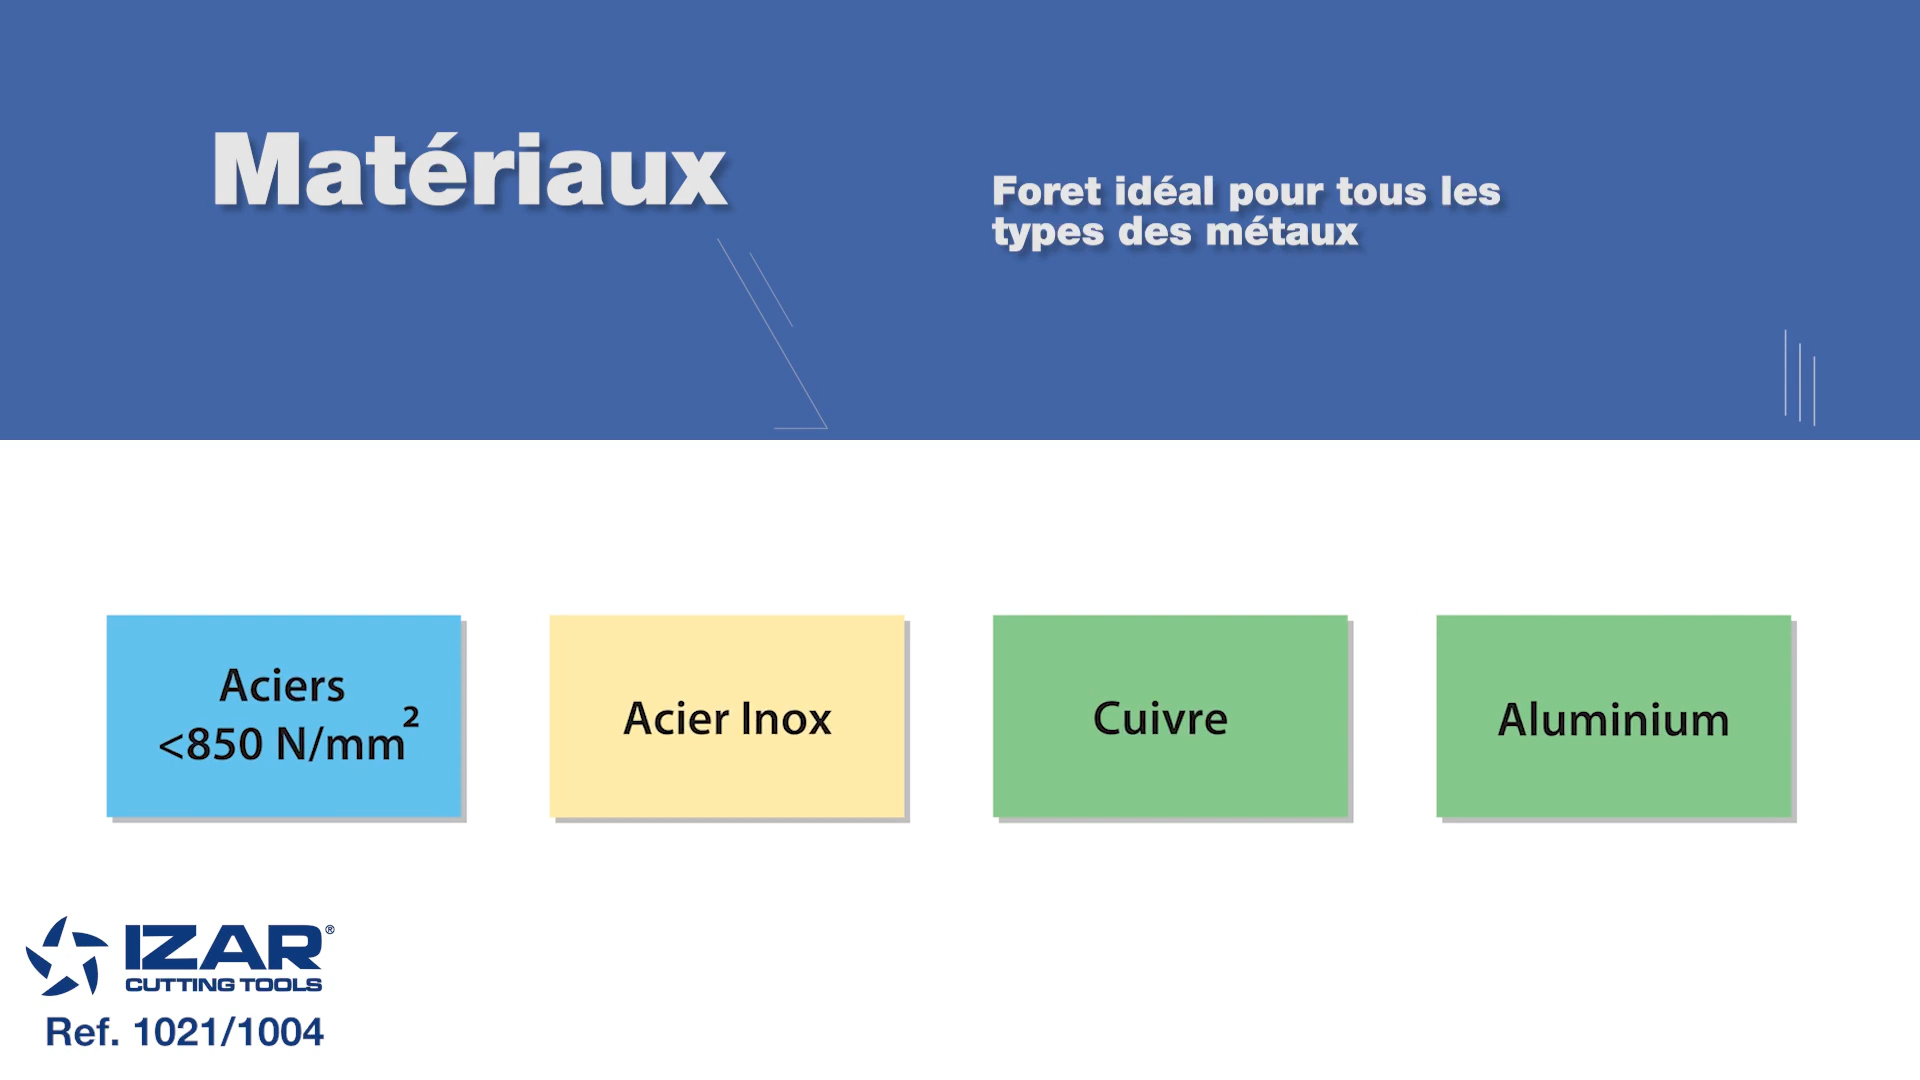 Matériaux
Foret idéal pour tous les
types des métaux
Aciers
<850 N/mm²
Acier Inox
Cuivre
Aluminium
IZAR®
CUTTING TOOLS
Ref. 1021/1004